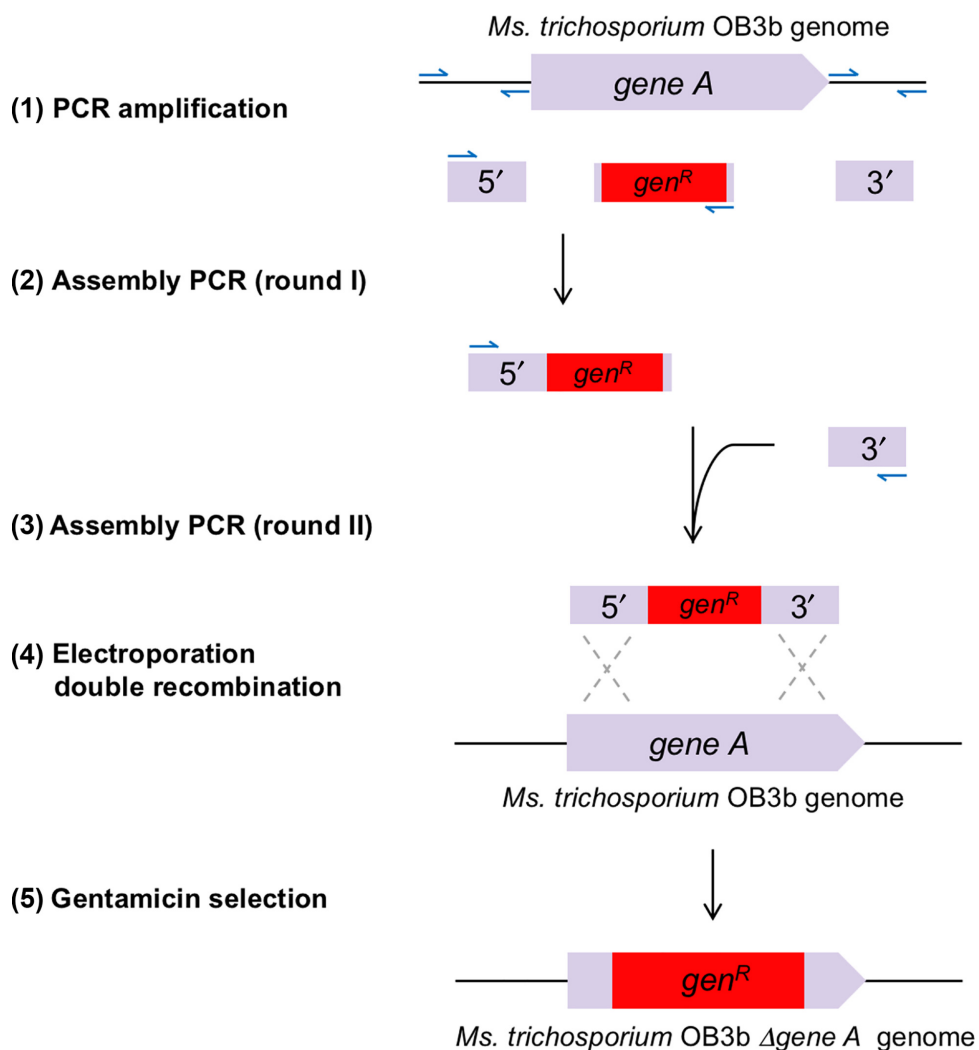 Ms. trichosporium OB3b genome
gene A
(1) PCR amplification
5′ genᴿ 3′
(2) Assembly PCR (round I)
5′ genᴿ
3′
(3) Assembly PCR (round II)
5′ genᴿ 3′
(4) Electroporation
double recombination
gene A
Ms. trichosporium OB3b genome
(5) Gentamicin selection
genᴿ
Ms. trichosporium OB3b Δgene A genome